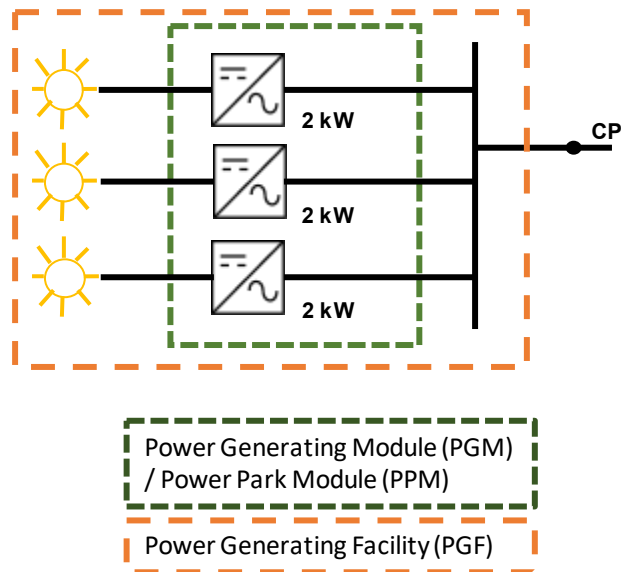 2 kW
CP
2 kW
2 kW
Power Generating Module (PGM)
/ Power Park Module (PPM)
Power Generating Facility (PGF)